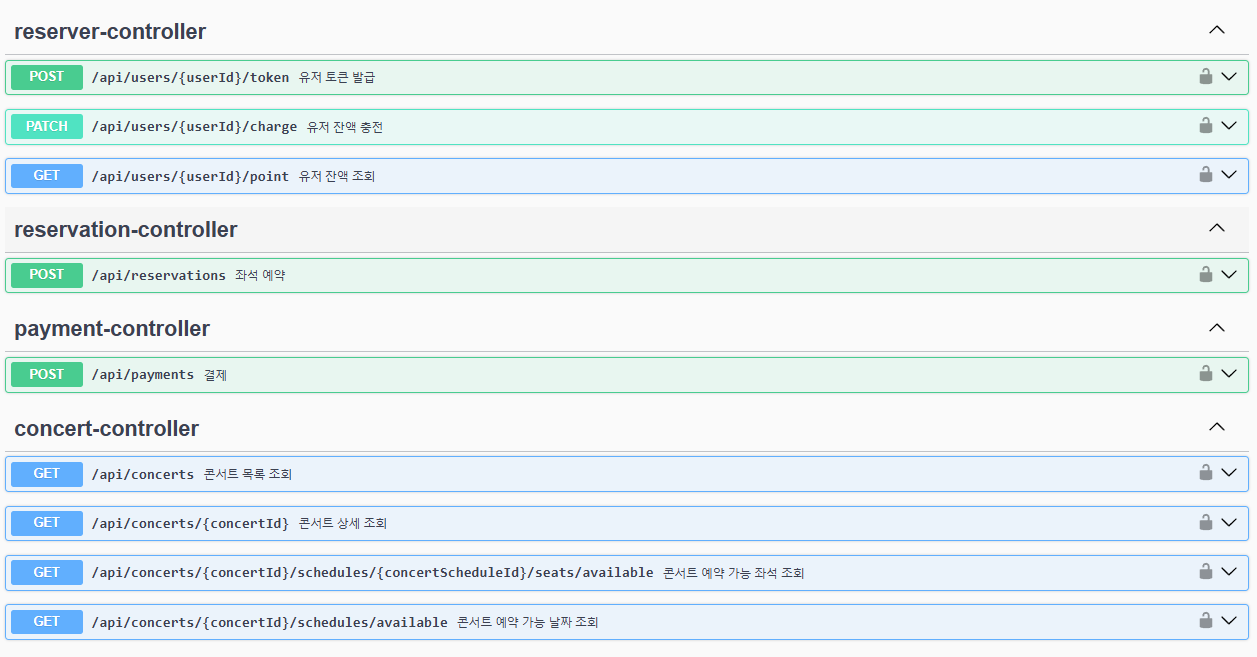 reserver-controller
POST /api/users/{userId}/token 유저 토큰 발급
PATCH /api/users/{userId}/charge 유저 잔액 충전
GET /api/users/{userId}/point 유저 잔액 조회
reservation-controller
POST /api/reservations 좌석 예약
payment-controller
POST /api/payments 결제
concert-controller
GET /api/concerts 콘서트 목록 조회
GET /api/concerts/{concertId} 콘서트 상세 조회
GET /api/concerts/{concertId}/schedules/{concertScheduleId}/seats/available 콘서트 예약 가능 좌석 조회
GET /api/concerts/{concertId}/schedules/available 콘서트 예약 가능 날짜 조회